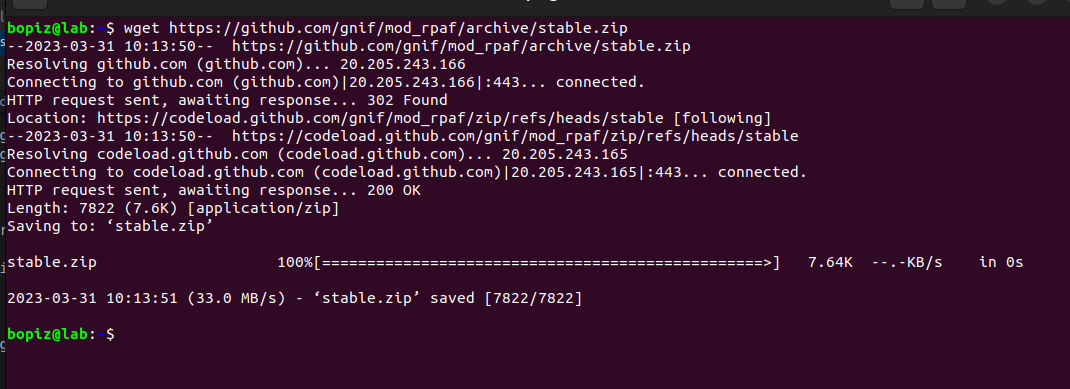 bopiz@lab:~$ wget https://github.com/gnif/mod_rpaf/archive/stable.zip
--2023-03-31 10:13:50--  https://github.com/gnif/mod_rpaf/archive/stable.zip
Resolving github.com (github.com)... 20.205.243.166
Connecting to github.com (github.com)|20.205.243.166|:443... connected.
HTTP request sent, awaiting response... 302 Found
Location: https://codeload.github.com/gnif/mod_rpaf/zip/refs/heads/stable [following]
--2023-03-31 10:13:50--  https://codeload.github.com/gnif/mod_rpaf/zip/refs/heads/stable
Resolving codeload.github.com (codeload.github.com)... 20.205.243.165
Connecting to codeload.github.com (codeload.github.com)|20.205.243.165|:443... connected.
HTTP request sent, awaiting response... 200 OK
Length: 7822 (7.6K) [application/zip]
Saving to: ‘stable.zip’
stable.zip                    100%[=================================================>]   7.64K  --.-KB/s    in 0s
2023-03-31 10:13:51 (33.0 MB/s) - ‘stable.zip’ saved [7822/7822]
bopiz@lab:~$